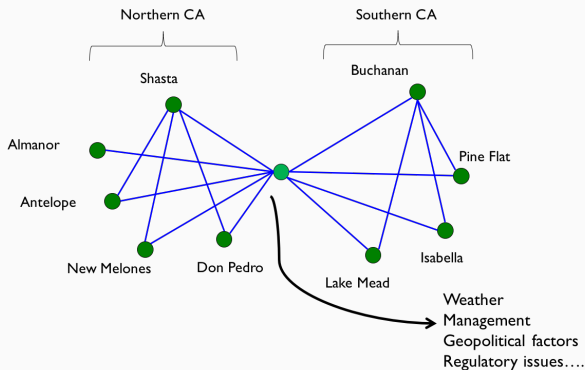 Northern CA
Southern CA
Shasta
Buchanan
Almanor
Pine Flat
Antelope
New Melones
Don Pedro
Isabella
Lake Mead
Weather
Management
Geopolitical factors
Regulatory issues….